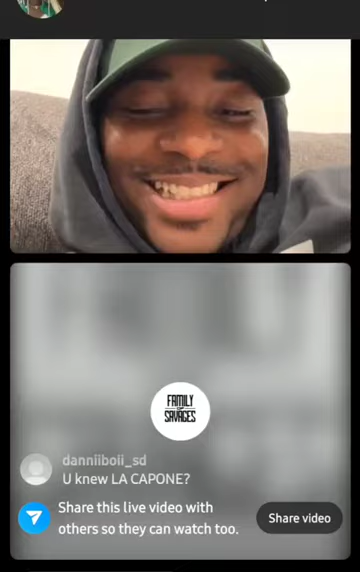 FAMILY
OF
SAVAGES
danniiboii_sd
U knew LA CAPONE?
Share this live video with
others so they can watch too.
Share video